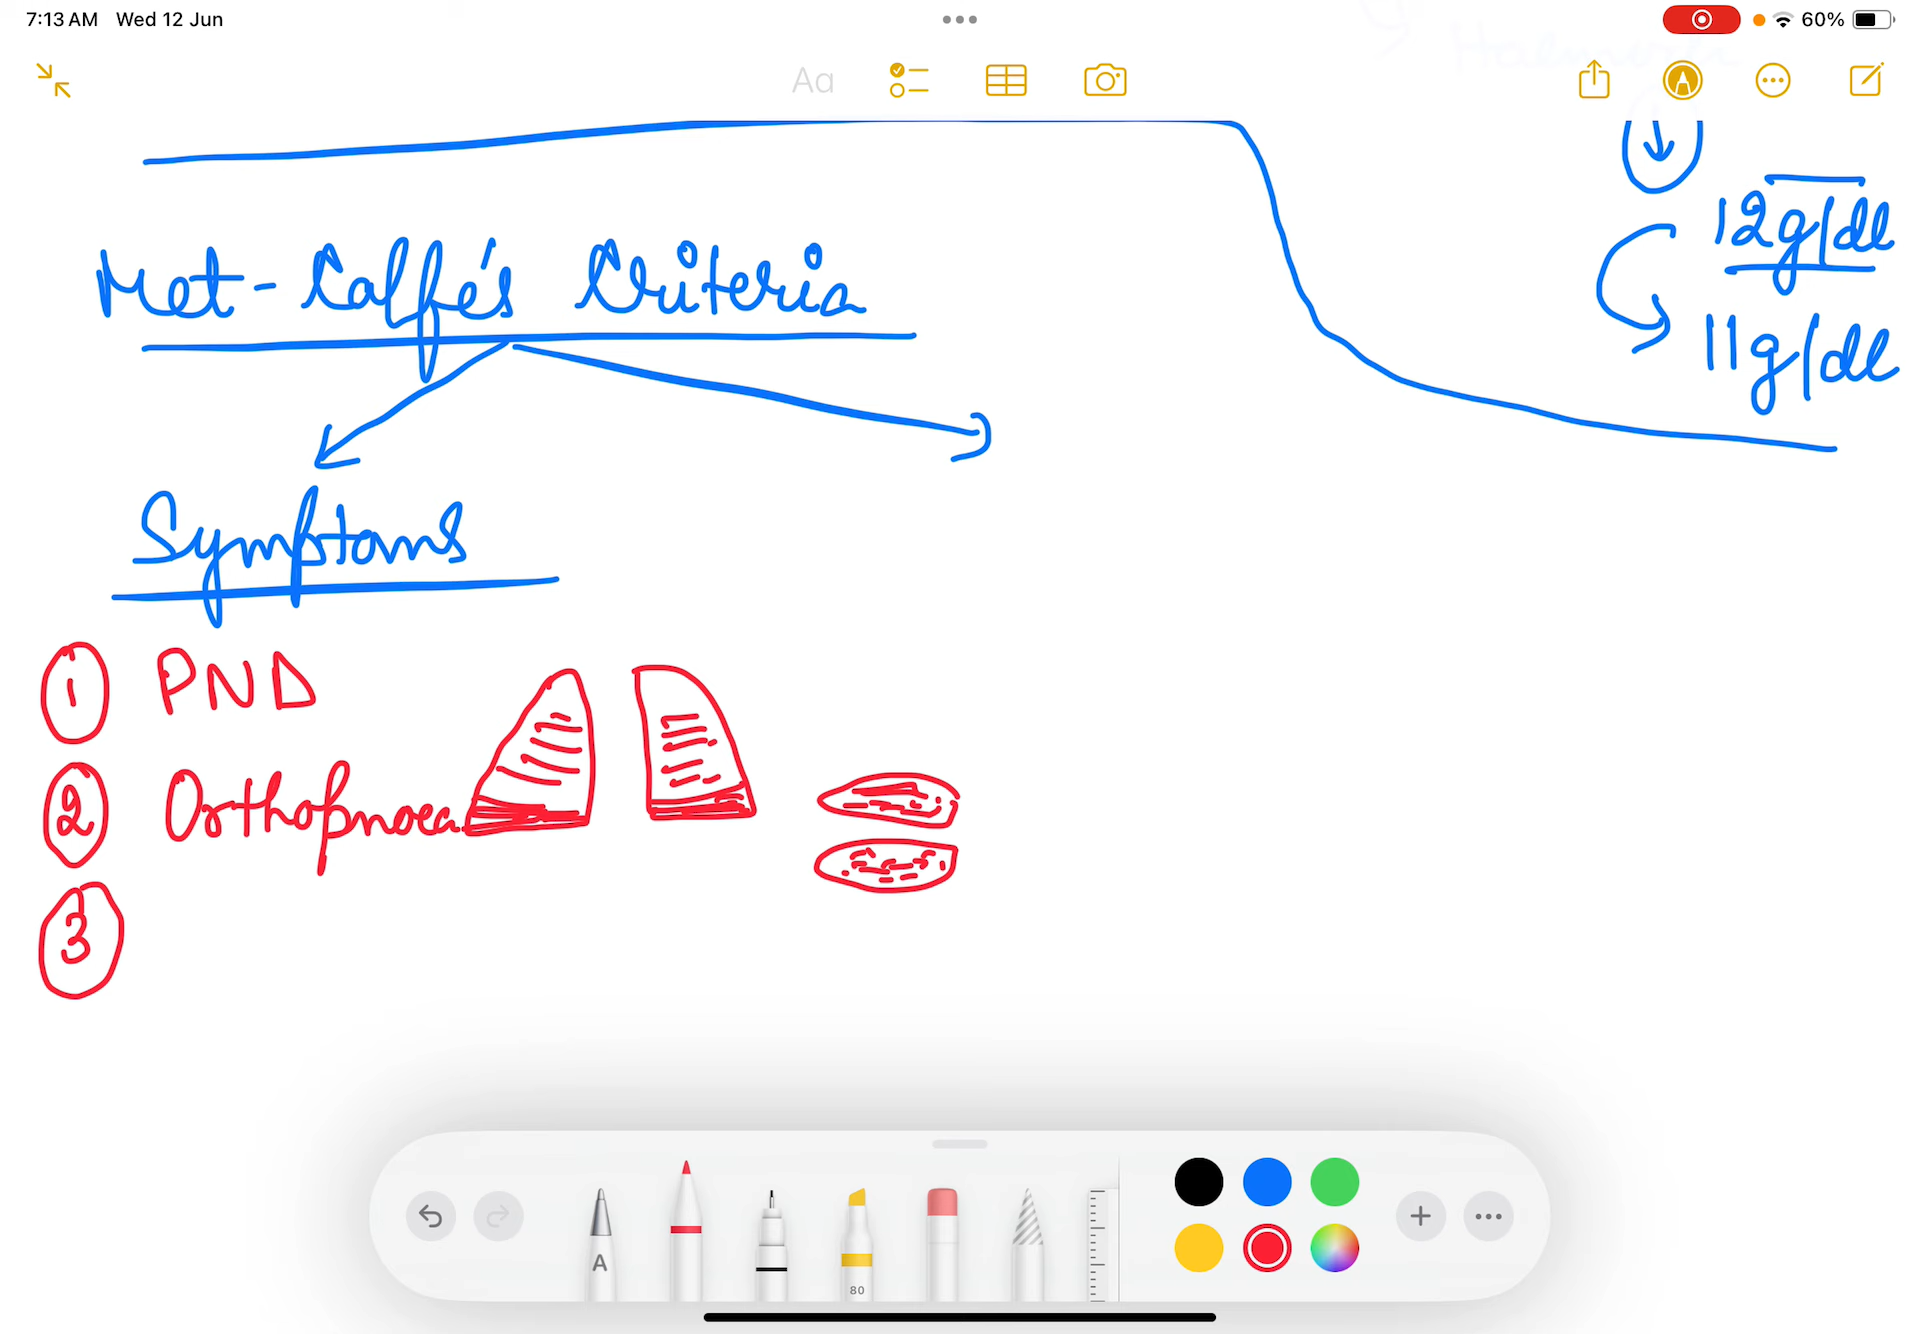 7:13 AM Wed 12 Jun
60%
Aa
12g/dl
11g/dl
Met-Caffés Criteria
Symptoms
1 PND
2 Orthopnoea
3
A
80